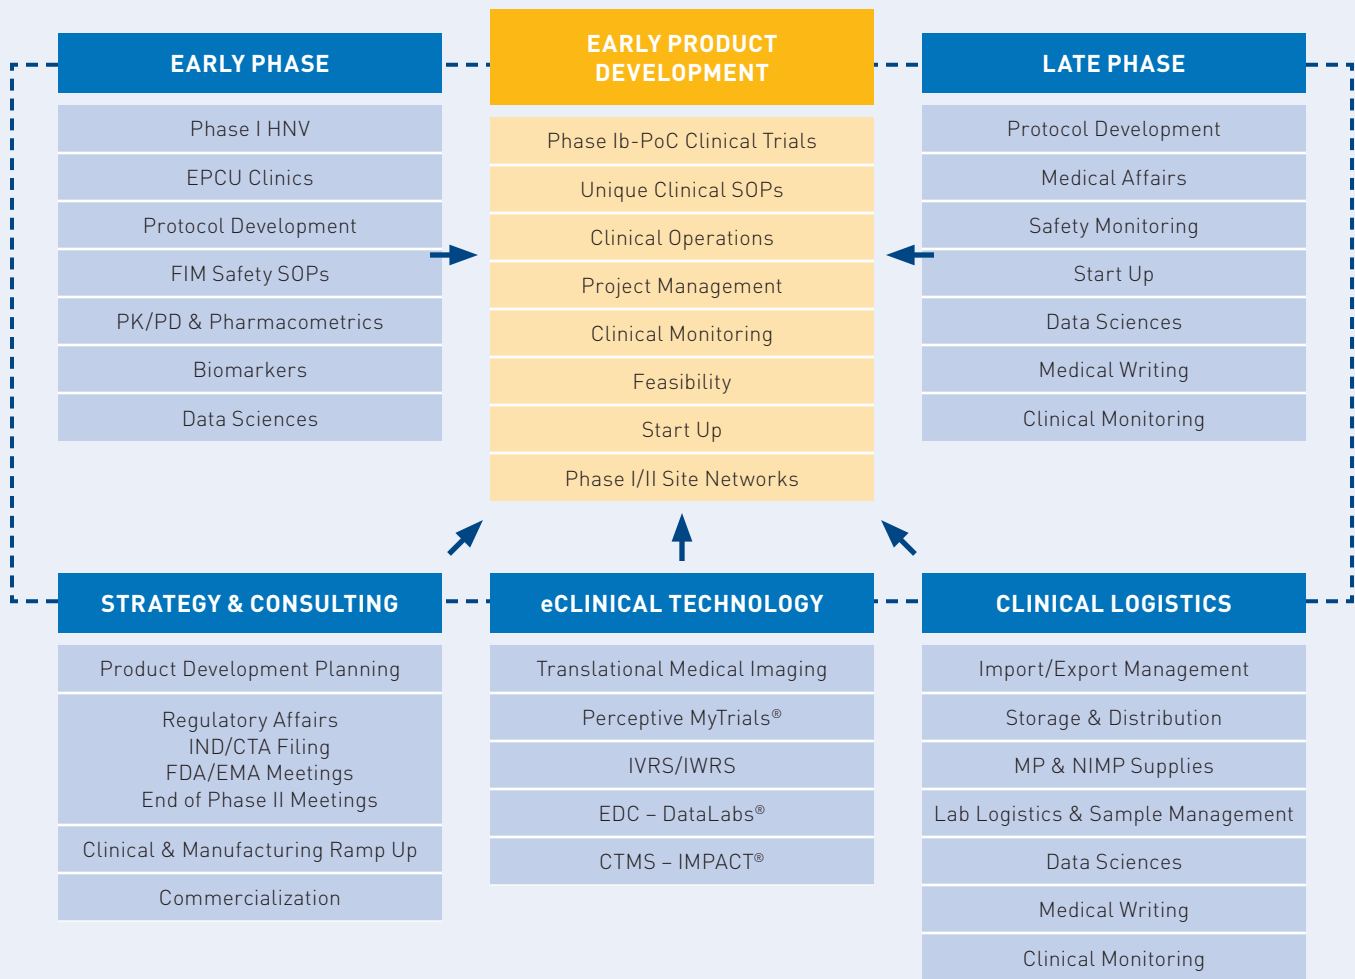 EARLY PHASE
Phase I HNV
EPCU Clinics
Protocol Development
FIM Safety SOPs
PK/PD & Pharmacometrics
Biomarkers
Data Sciences
EARLY PRODUCT
DEVELOPMENT
Phase Ib-PoC Clinical Trials
Unique Clinical SOPs
Clinical Operations
Project Management
Clinical Monitoring
Feasibility
Start Up
Phase I/II Site Networks
LATE PHASE
Protocol Development
Medical Affairs
Safety Monitoring
Start Up
Data Sciences
Medical Writing
Clinical Monitoring
STRATEGY & CONSULTING
Product Development Planning
Regulatory Affairs
IND/CTA Filing
FDA/EMA Meetings
End of Phase II Meetings
Clinical & Manufacturing Ramp Up
Commercialization
eCLINICAL TECHNOLOGY
Translational Medical Imaging
Perceptive MyTrials®
IVRS/IWRS
EDC – DataLabs®
CTMS – IMPACT®
CLINICAL LOGISTICS
Import/Export Management
Storage & Distribution
MP & NIMP Supplies
Lab Logistics & Sample Management
Data Sciences
Medical Writing
Clinical Monitoring